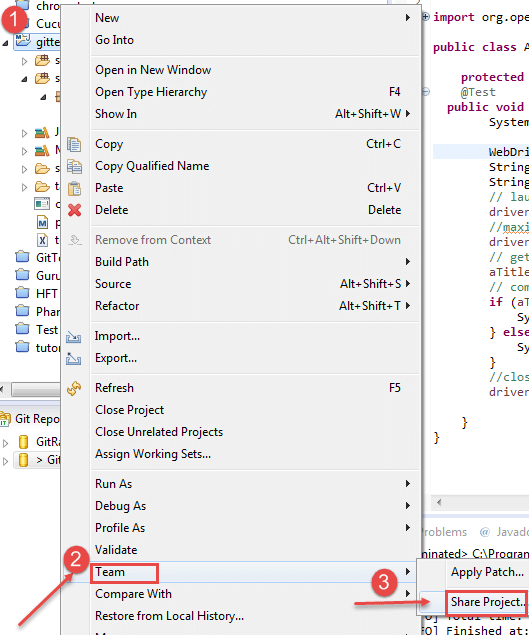 1
chro
Cucu
gitte
s
s
J
M
s
t
p
t
GitTe
Guru
HFT
Phan
Test
tutor
Git Repo
GitRa
> Git
New
Go Into
Open in New Window
Open Type Hierarchy F4
Show In Alt+Shift+W
Copy Ctrl+C
Copy Qualified Name
Paste Ctrl+V
Delete Delete
Remove from Context Ctrl+Alt+Shift+Down
Build Path
Source Alt+Shift+S
Refactor Alt+Shift+T
Import...
Export...
Refresh F5
Close Project
Close Unrelated Projects
Assign Working Sets...
Run As
Debug As
Profile As
Validate
2
Team
Compare With
Restore from Local History...
3
Apply Patch...
Share Project...
import org.ope
public class A
protected
@Test
public void
System
WebDri
String
String
// lau
driver
//maxi
driver
// get
aTitle
// com
if (aT
Sy
} else
Sy
}
//clos
driver
}
}
Problems @ Javado
minated> C:\Progra
O] Total time:
O] Finished at: